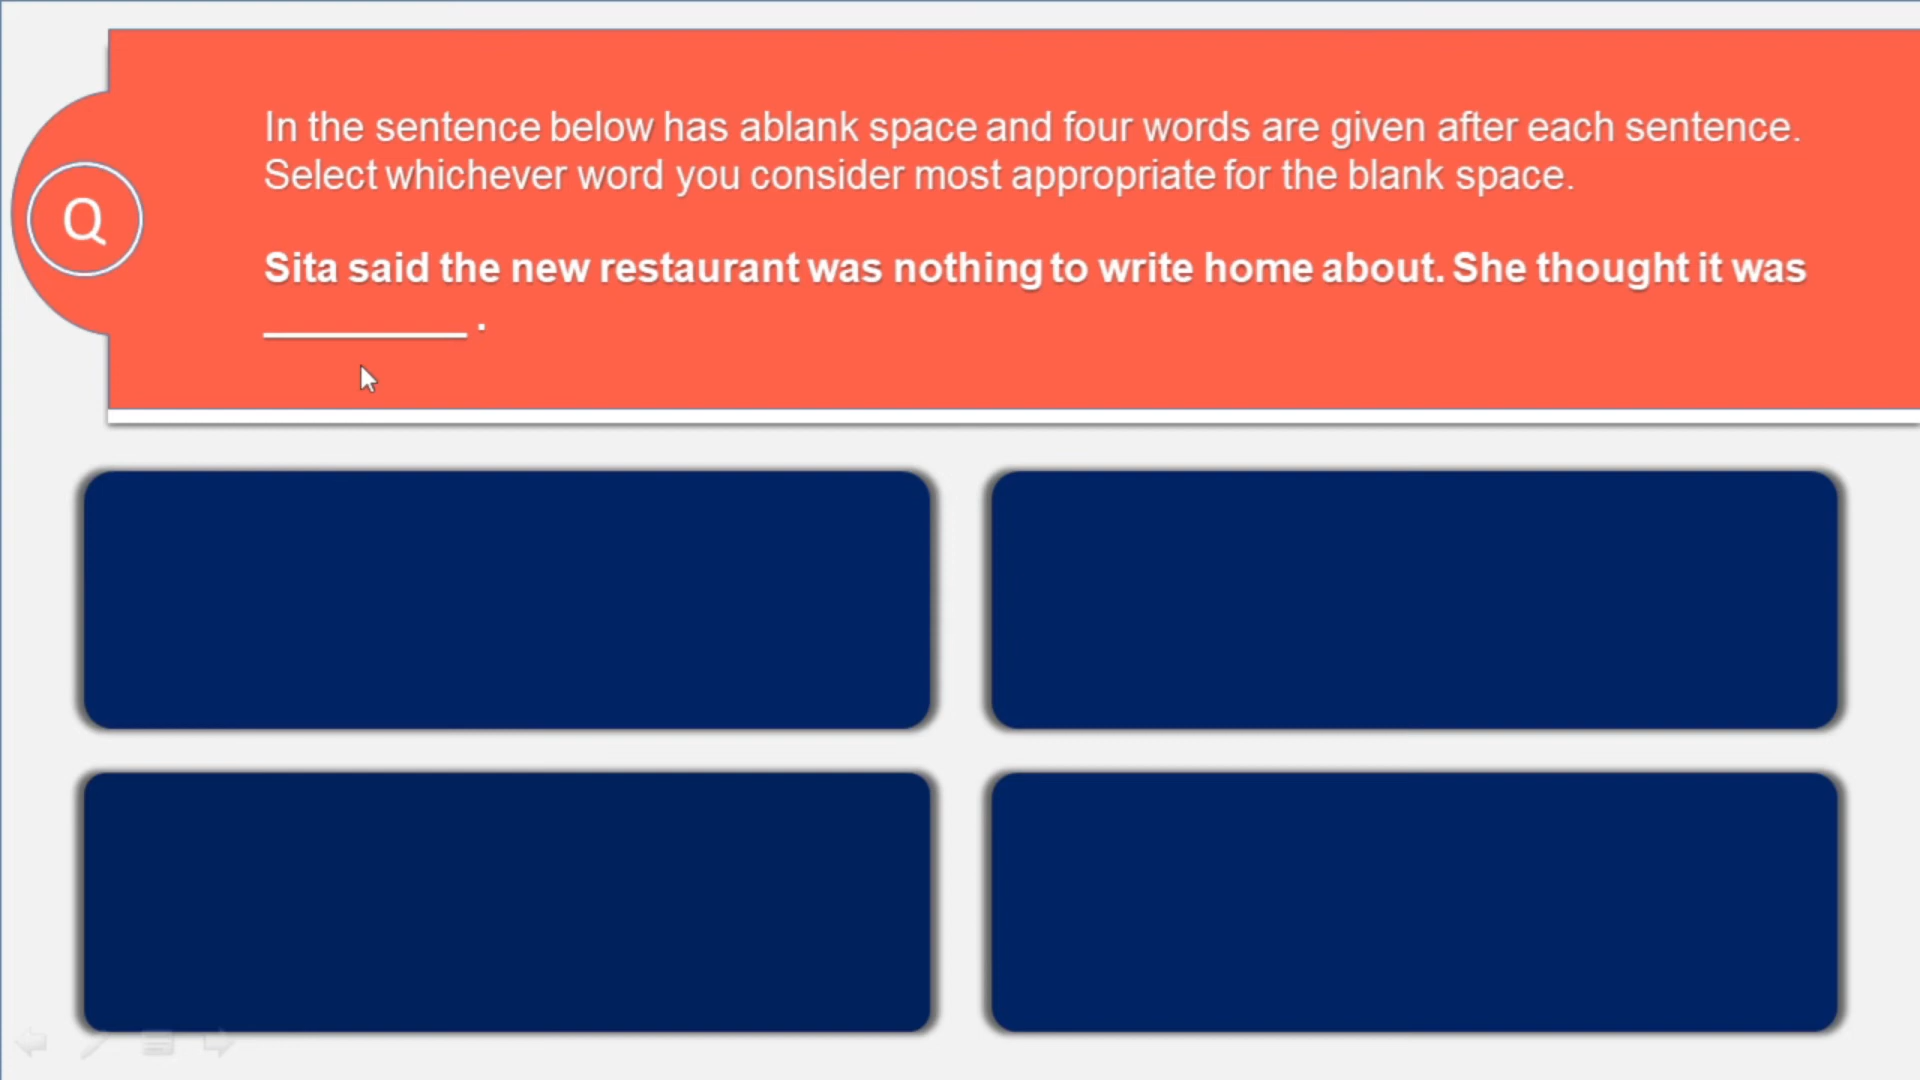 Q
In the sentence below has ablank space and four words are given after each sentence.
Select whichever word you consider most appropriate for the blank space.
Sita said the new restaurant was nothing to write home about. She thought it was
_________ .